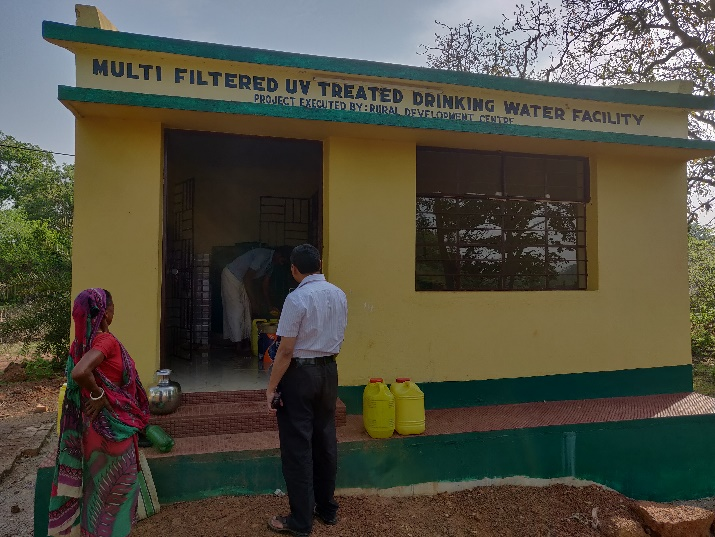 MULTI FILTERED UV TREATED DRINKING WATER FACILITY
PROJECT EXECUTED BY: RURAL DEVELOPMENT CENTRE